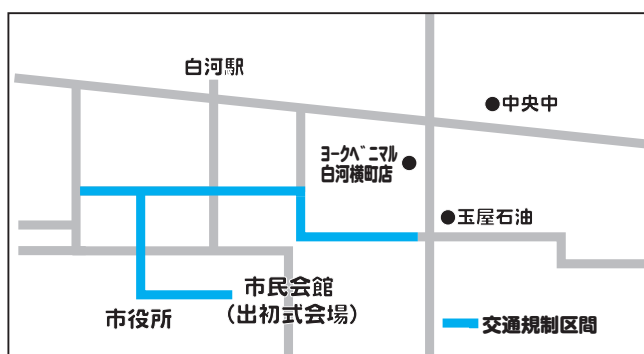 白河駅
●中央中
ヨークベニマル
白河横町店
●玉屋石油
市民会館
（出初式会場）
市役所
交通規制区間